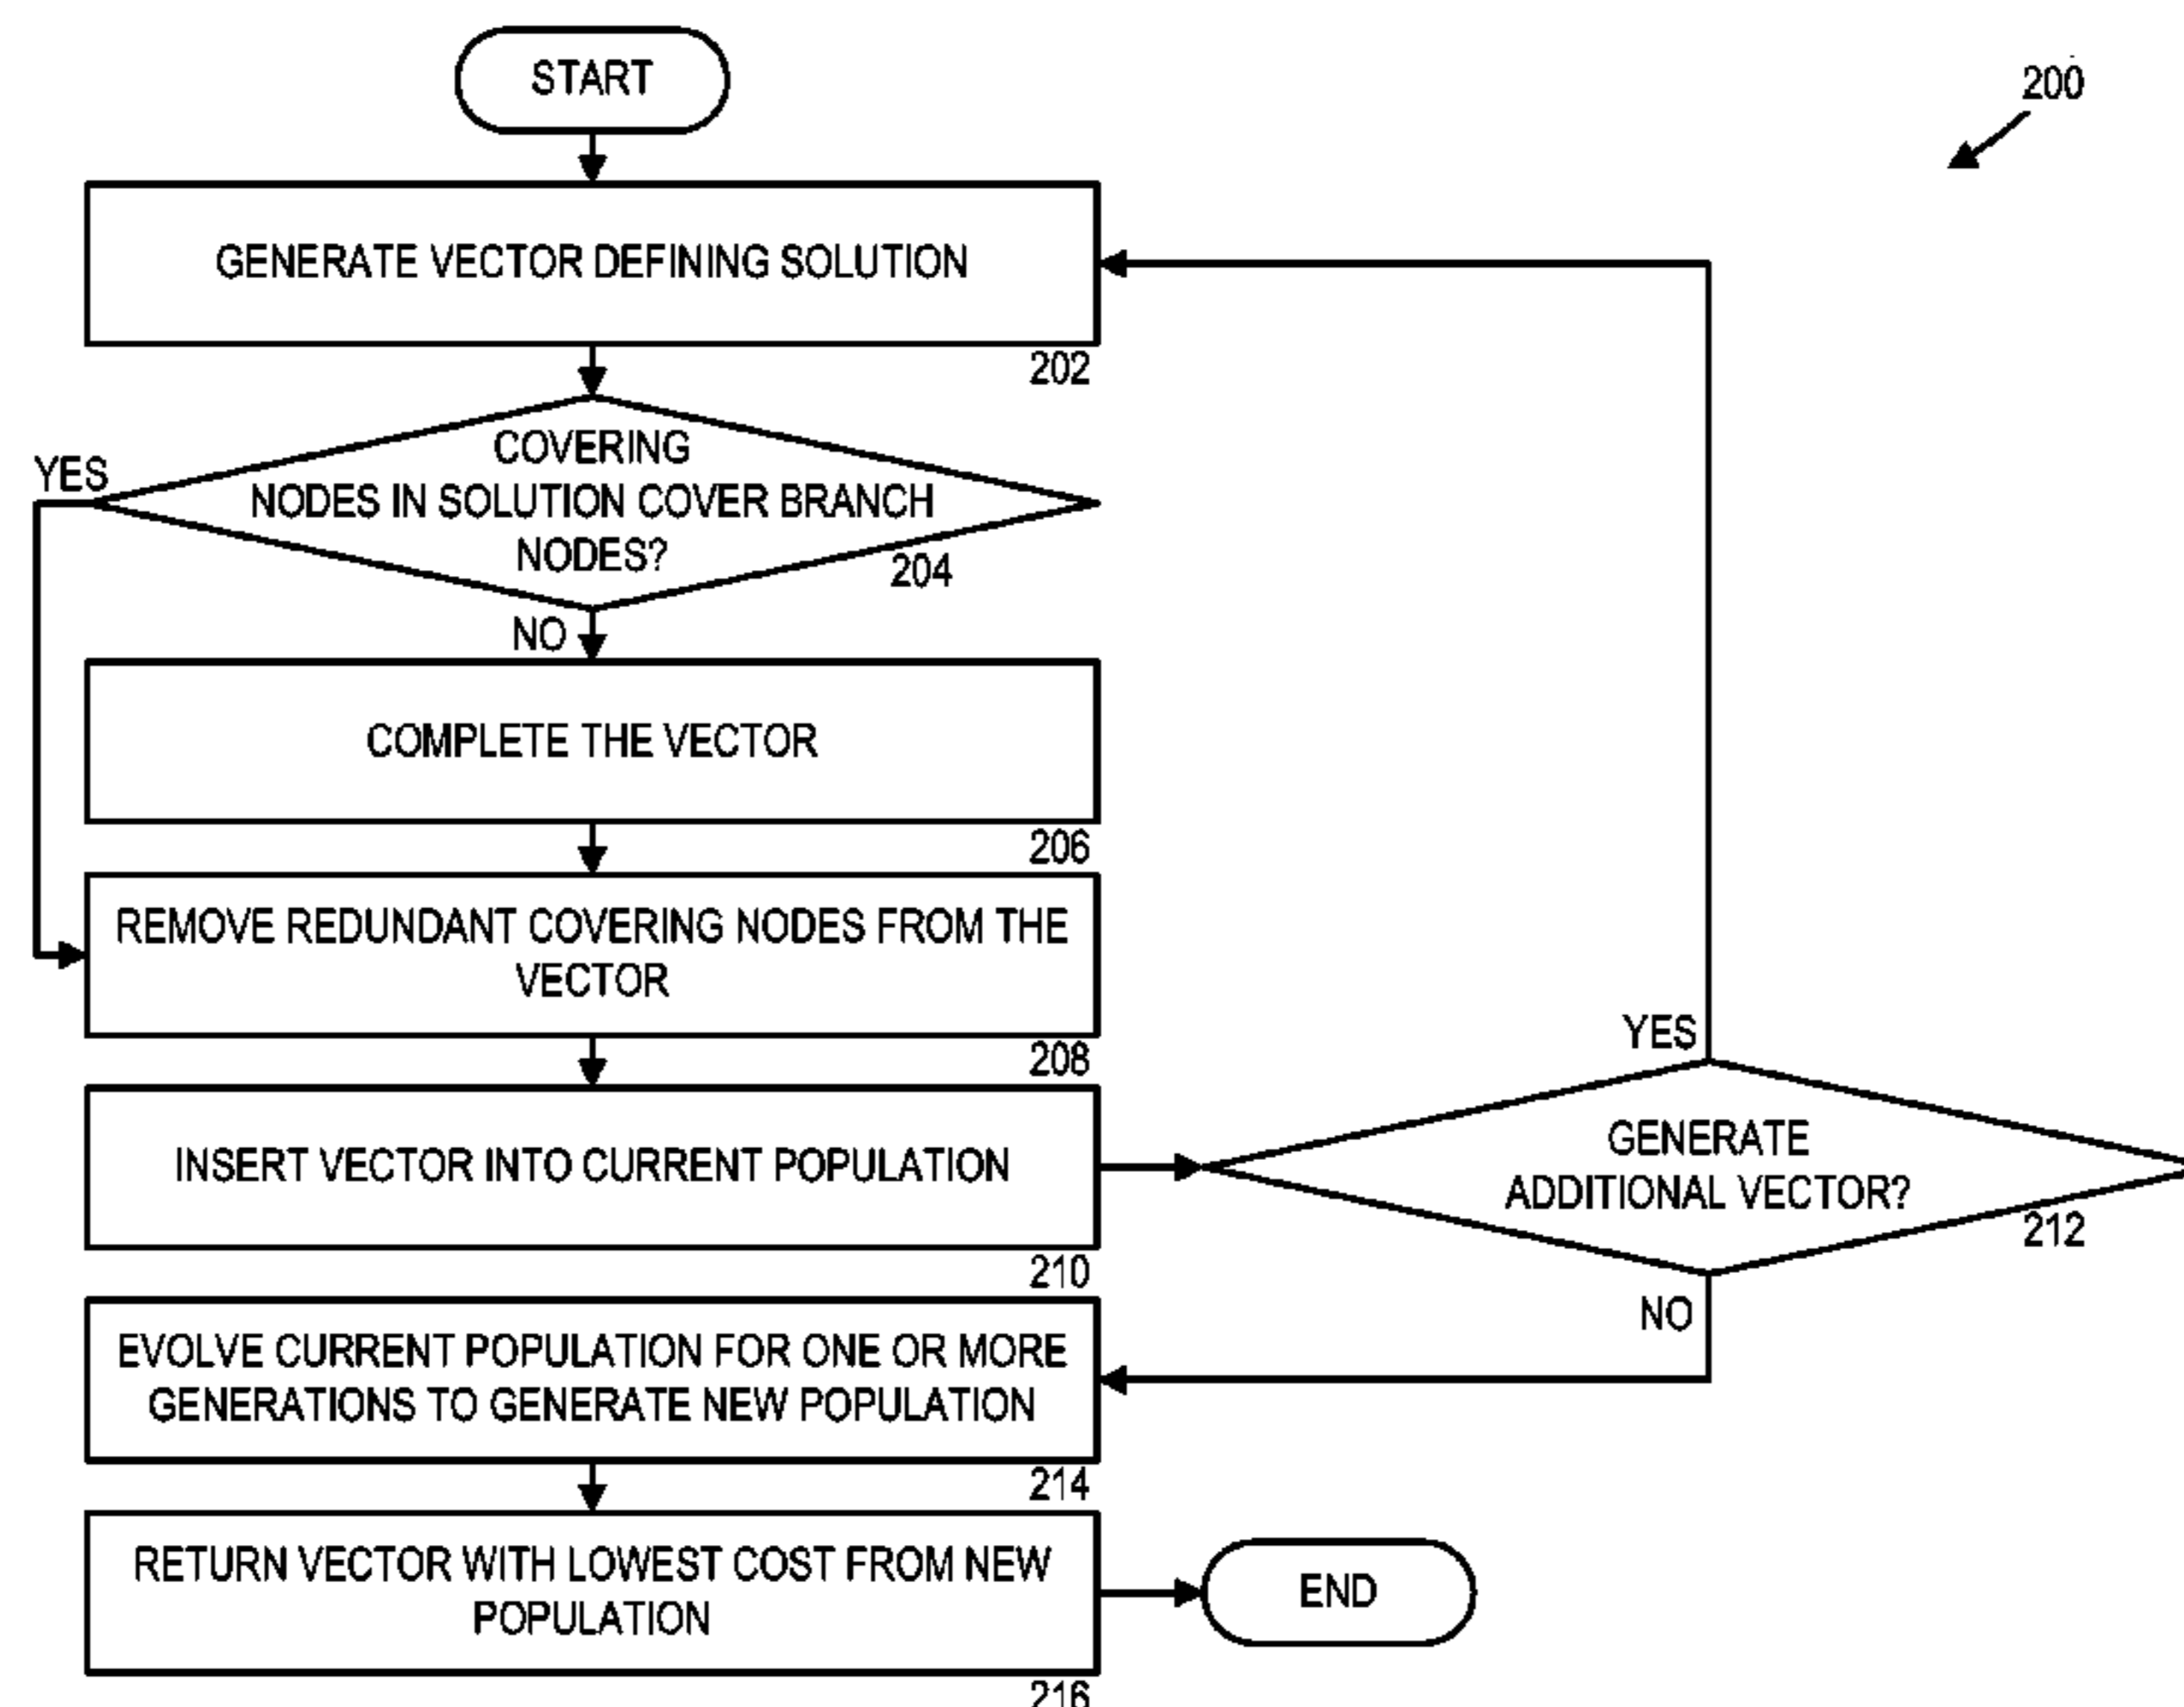 START
200
GENERATE VECTOR DEFINING SOLUTION
202
COVERING
NODES IN SOLUTION COVER BRANCH
NODES?
204
YES
NO
COMPLETE THE VECTOR
206
REMOVE REDUNDANT COVERING NODES FROM THE
VECTOR
208
INSERT VECTOR INTO CURRENT POPULATION
210
YES
GENERATE
ADDITIONAL VECTOR?
212
NO
EVOLVE CURRENT POPULATION FOR ONE OR MORE
GENERATIONS TO GENERATE NEW POPULATION
214
RETURN VECTOR WITH LOWEST COST FROM NEW
POPULATION
216
END